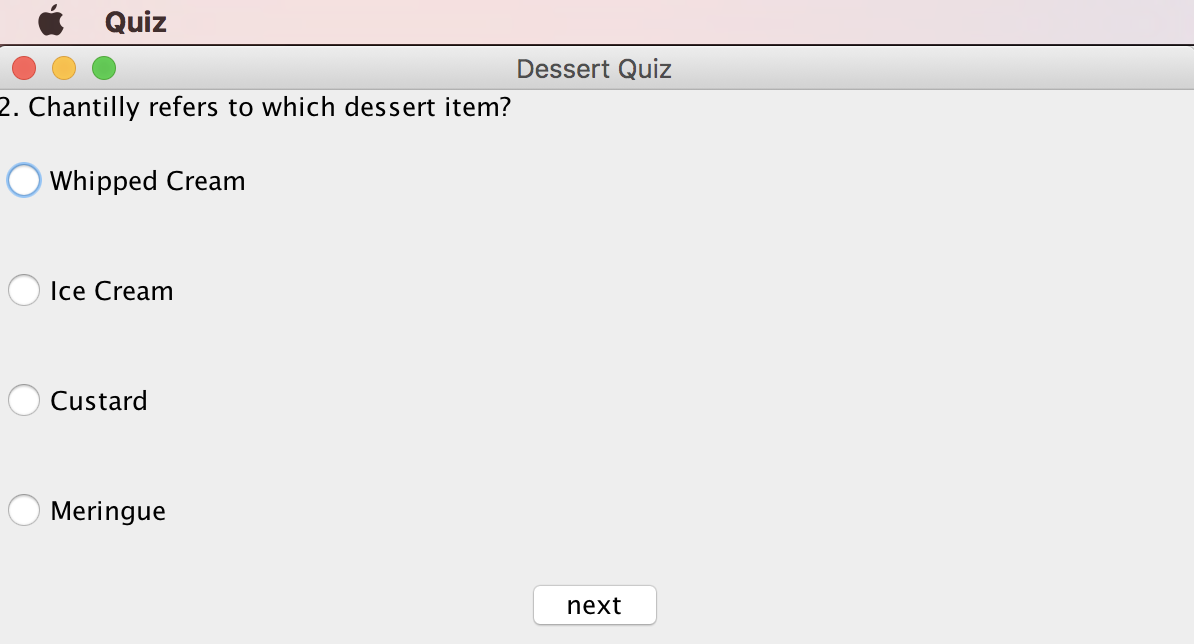 Quiz
Dessert Quiz
2. Chantilly refers to which dessert item?
Whipped Cream
Ice Cream
Custard
Meringue
next